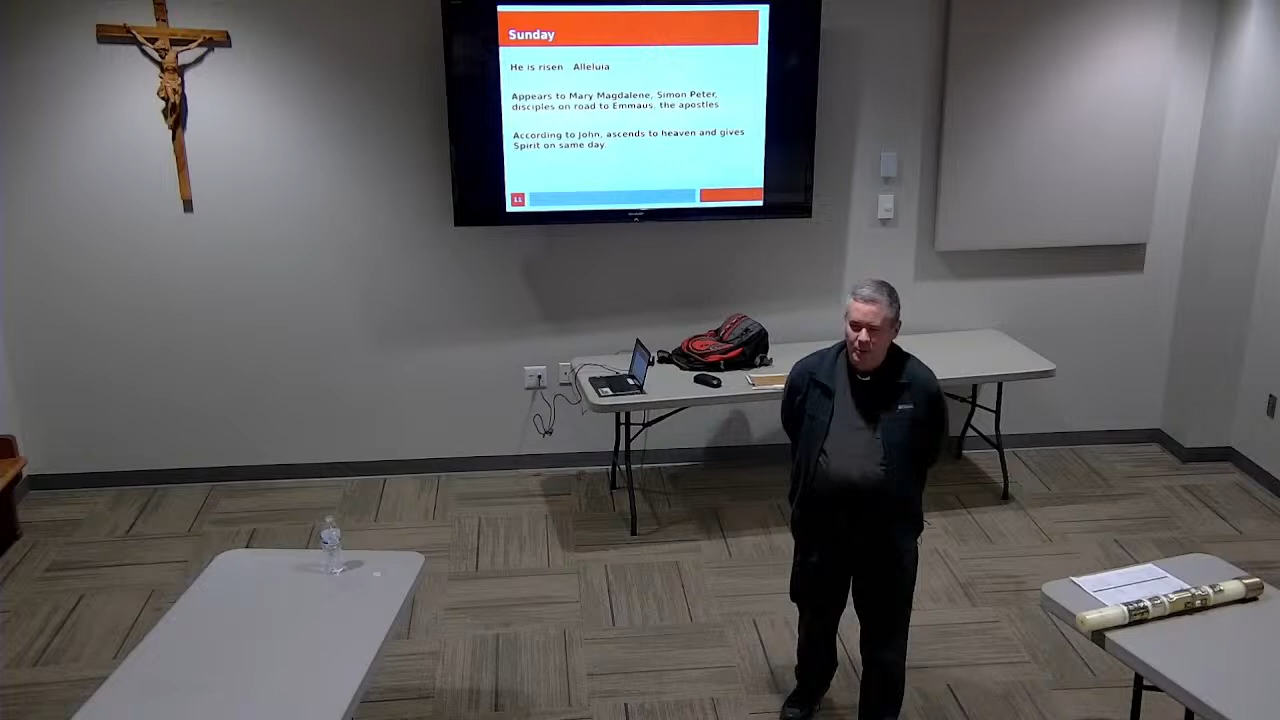 Sunday
He is risen Alleluia
Appears to Mary Magdalene, Simon Peter,
disciples on road to Emmaus, the apostles
According to John, ascends to heaven and gives
Spirit on same day
11